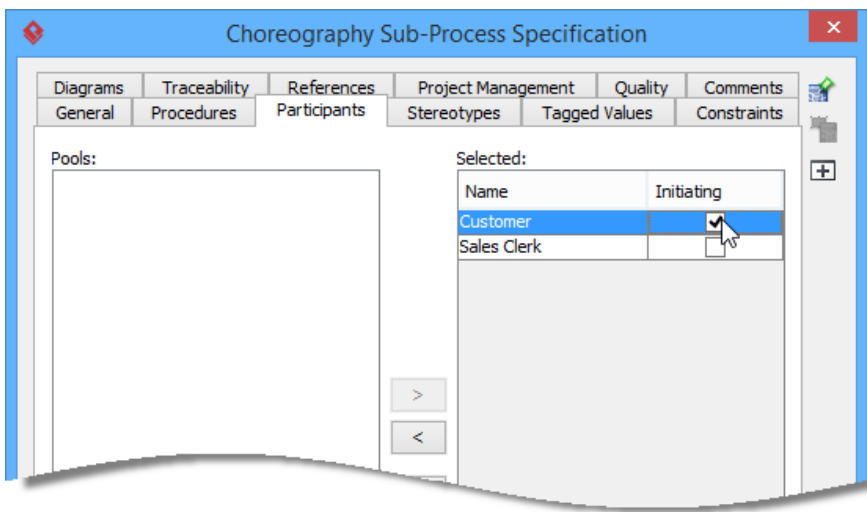 Choreography Sub-Process Specification
Diagrams Traceability References Project Management Quality Comments
General Procedures Participants Stereotypes Tagged Values Constraints
Pools: Selected:
Name Initiating
Customer
Sales Clerk
>
<